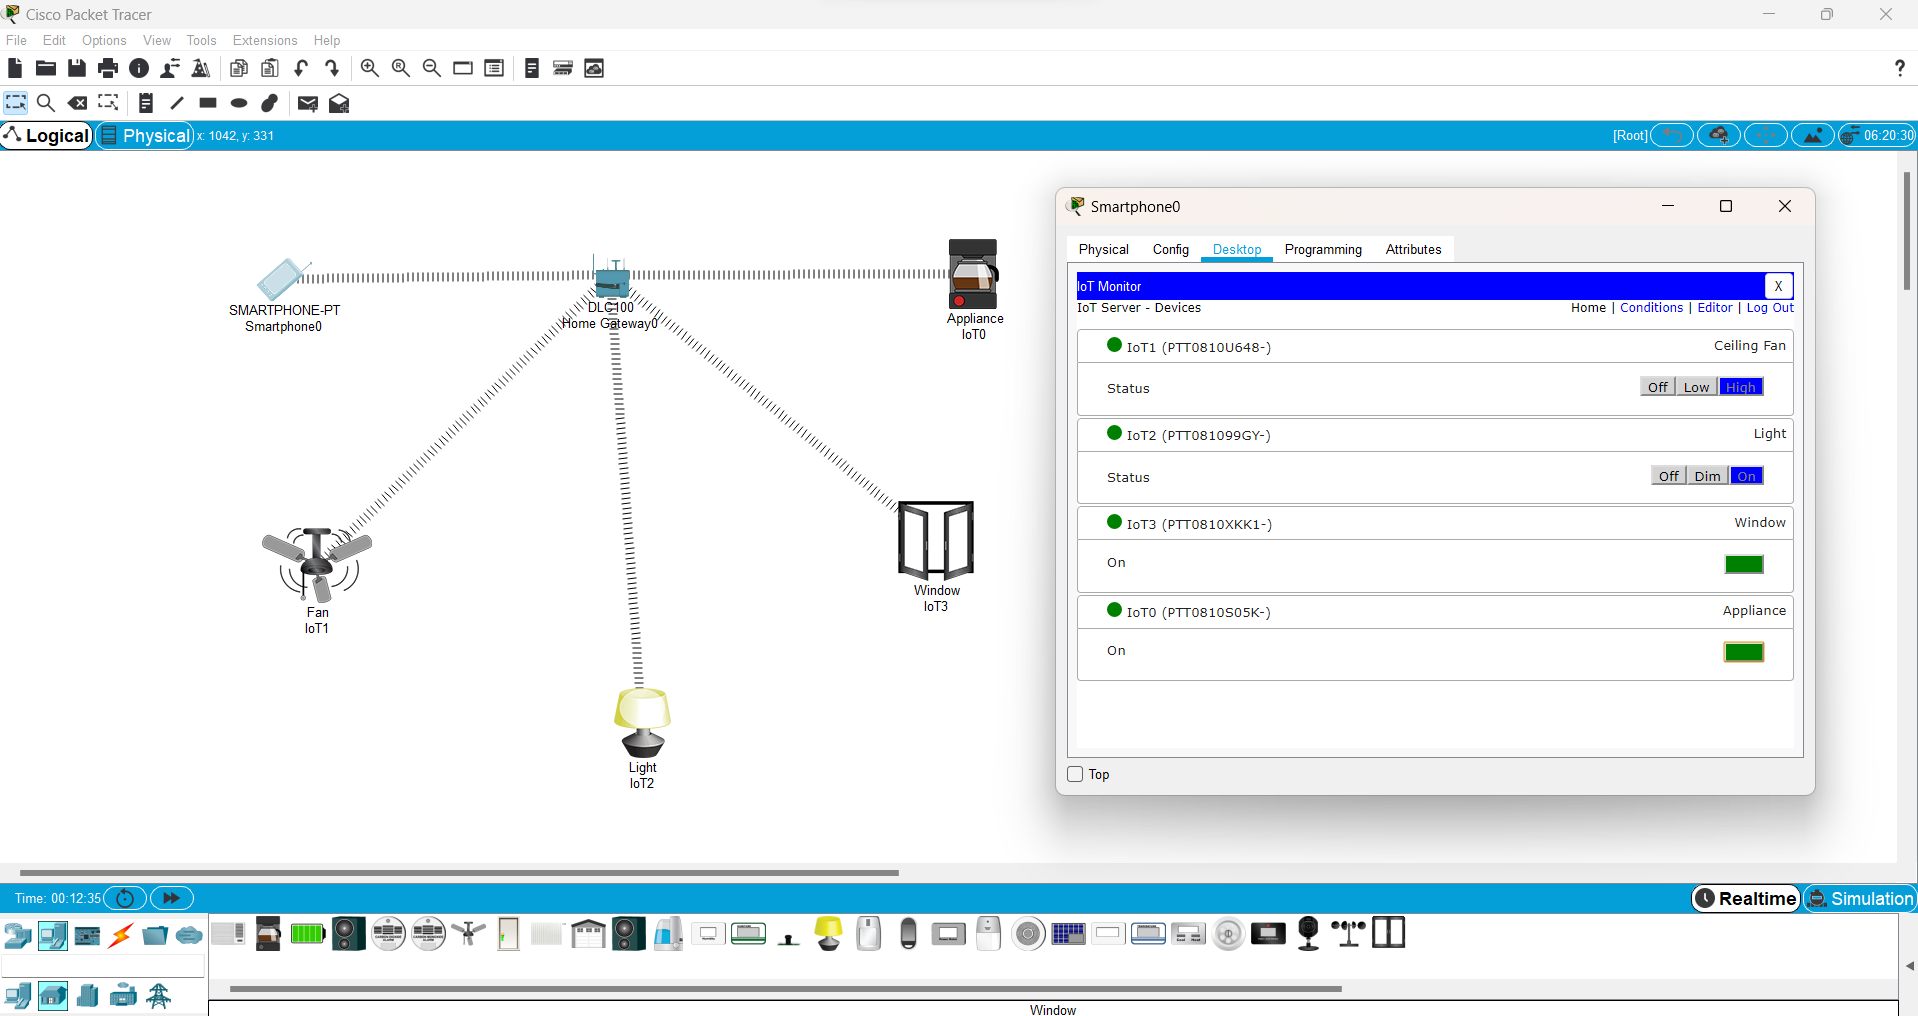 Cisco Packet Tracer
File Edit Options View Tools Extensions Help
Logical Physical x: 1042, y: 331 [Root] 06:20:30
SMARTPHONE-PT
Smartphone0
DLC100
Home Gateway0
Appliance
IoT0
Fan
IoT1
Light
IoT2
Window
IoT3
Smartphone0
Physical Config Desktop Programming Attributes
IoT Monitor X
IoT Server - Devices Home | Conditions | Editor | Log Out
IoT1 (PTT0810U648-) Ceiling Fan
Status Off Low High
IoT2 (PTT081099GY-) Light
Status Off Dim On
IoT3 (PTT0810XKK1-) Window
On
IoT0 (PTT0810S05K-) Appliance
On
Top
Time: 00:12:35 Realtime Simulation
Window